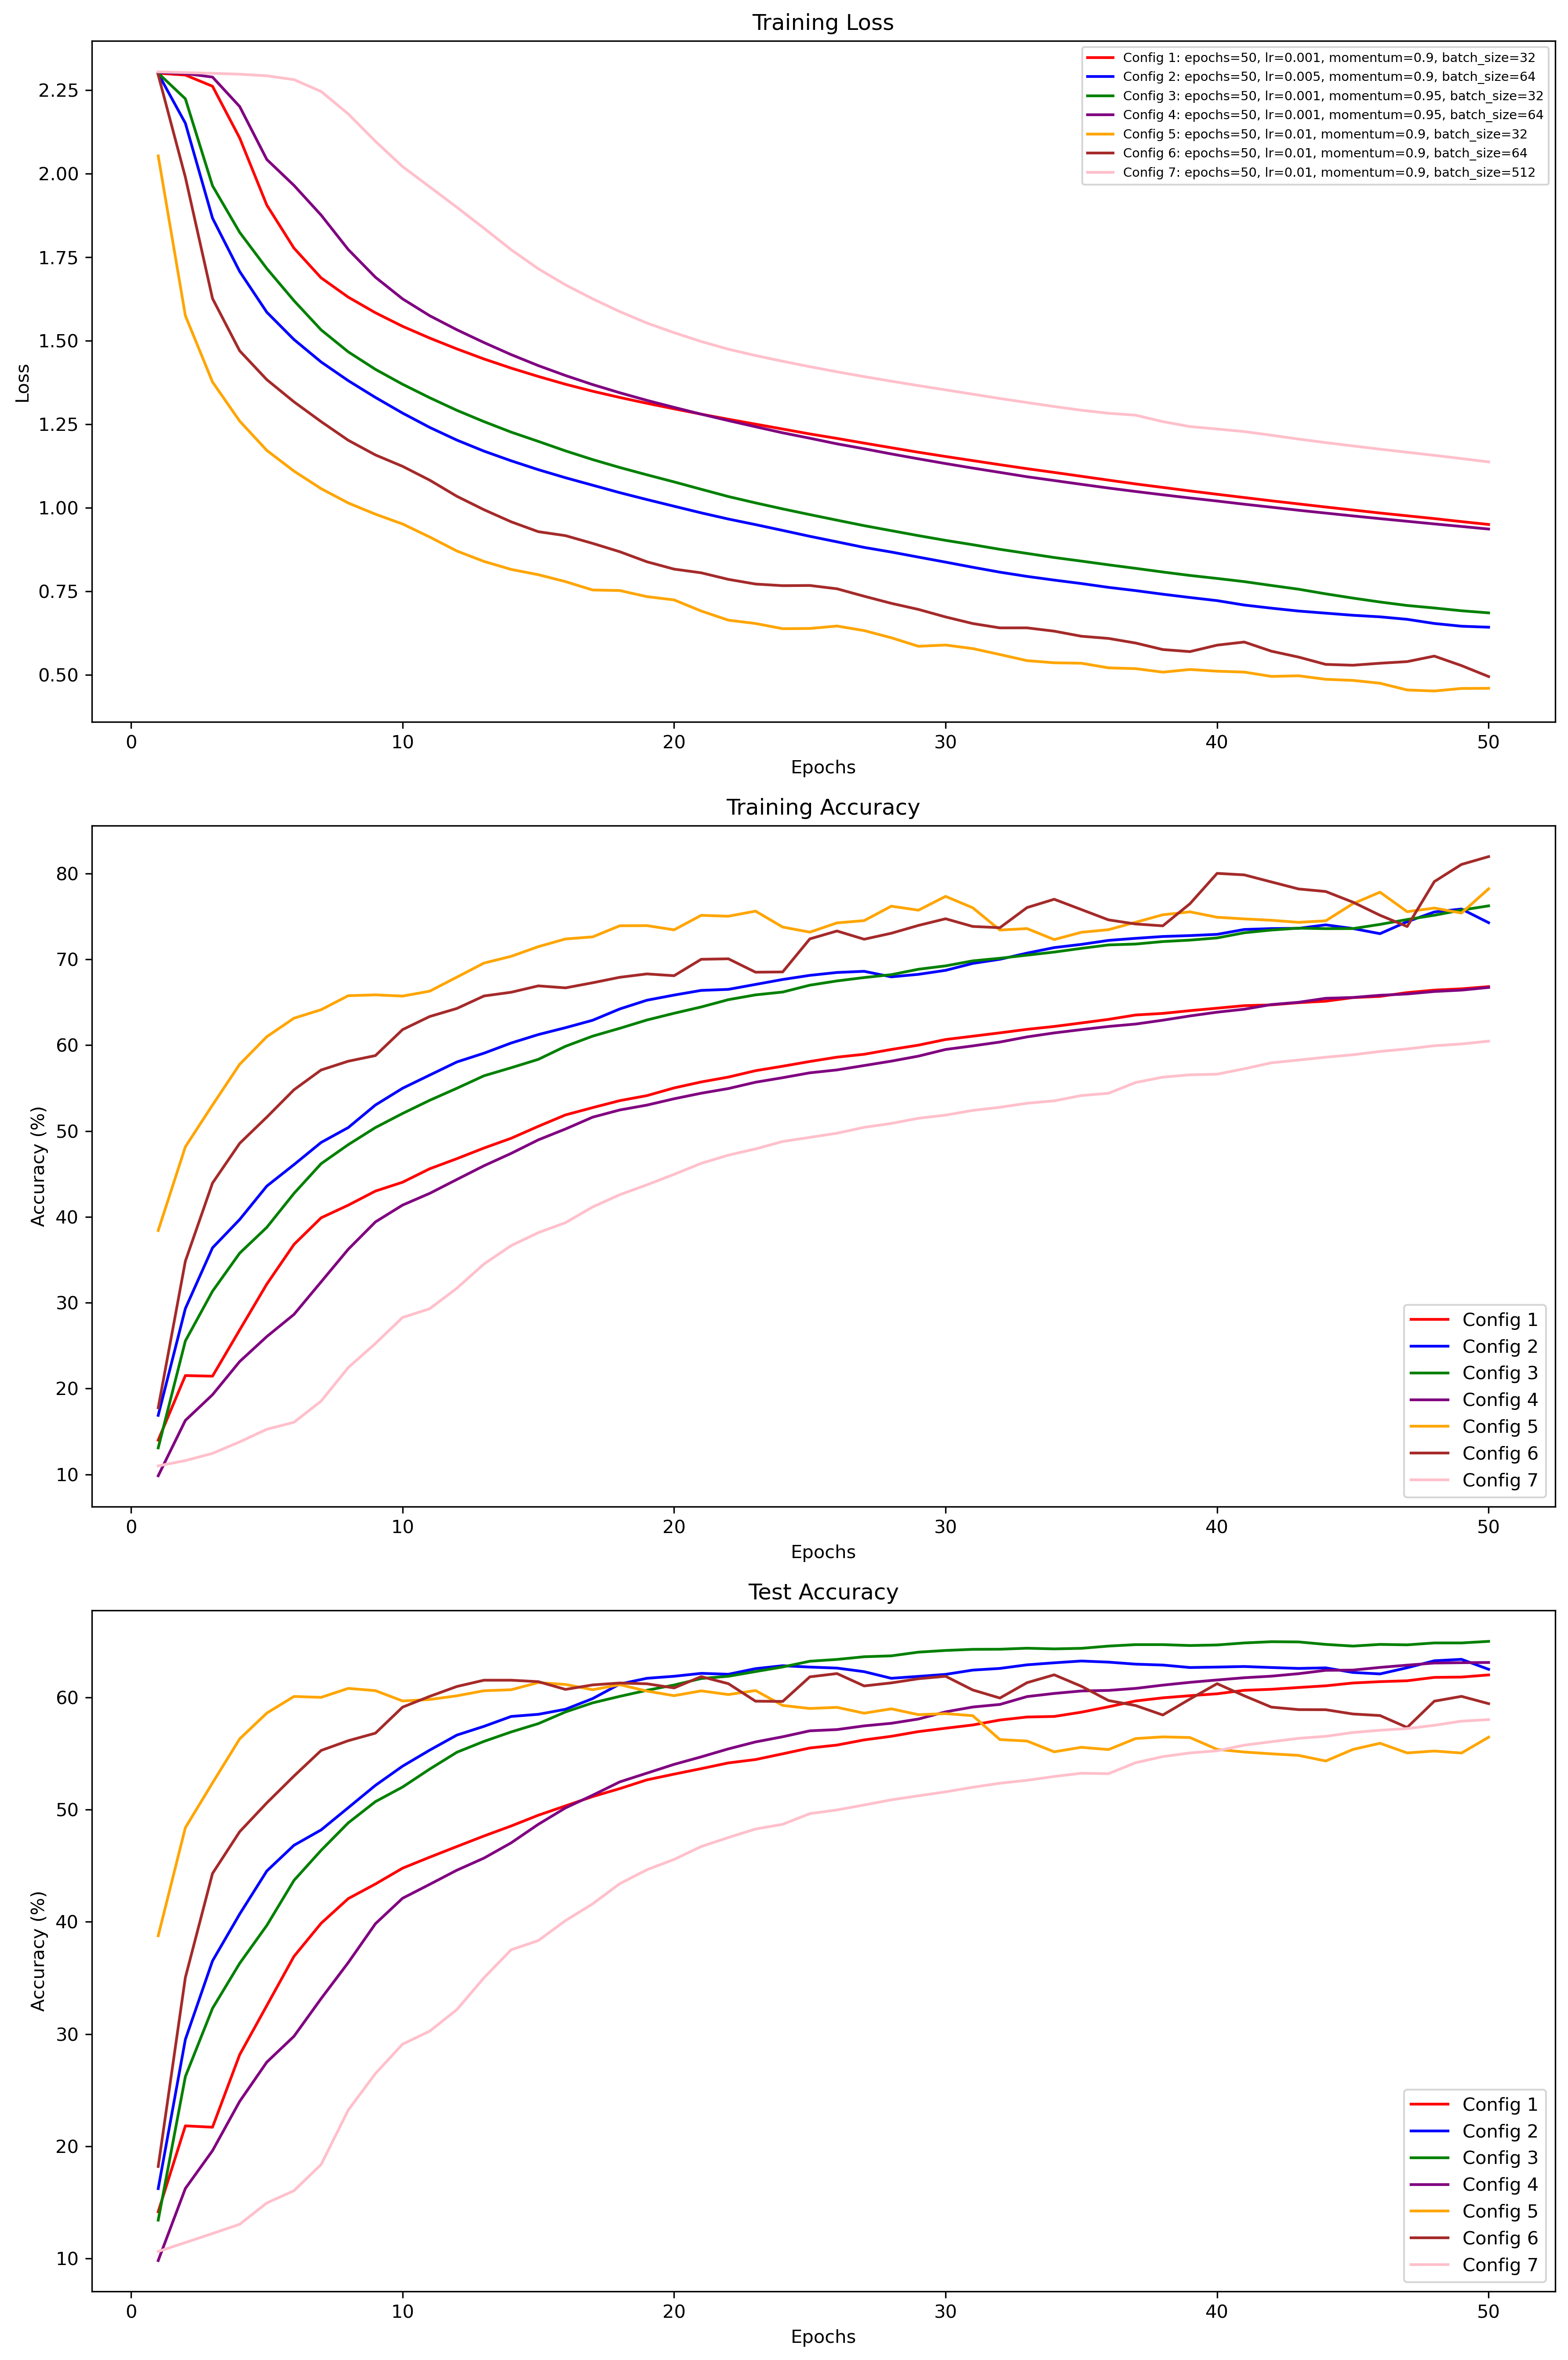 Training Loss
Config 1: epochs=50, lr=0.001, momentum=0.9, batch_size=32
Config 2: epochs=50, lr=0.005, momentum=0.9, batch_size=64
Config 3: epochs=50, lr=0.001, momentum=0.95, batch_size=32
Config 4: epochs=50, lr=0.001, momentum=0.95, batch_size=64
Config 5: epochs=50, lr=0.01, momentum=0.9, batch_size=32
Config 6: epochs=50, lr=0.01, momentum=0.9, batch_size=64
Config 7: epochs=50, lr=0.01, momentum=0.9, batch_size=512
2.25
2.00
1.75
1.50
1.25
1.00
0.75
0.50
Loss
0 10 20 30 40 50
Epochs
Training Accuracy
80
70
60
50
40
30
20
10
Accuracy (%)
Config 1
Config 2
Config 3
Config 4
Config 5
Config 6
Config 7
0 10 20 30 40 50
Epochs
Test Accuracy
60
50
40
30
20
10
Accuracy (%)
Config 1
Config 2
Config 3
Config 4
Config 5
Config 6
Config 7
0 10 20 30 40 50
Epochs